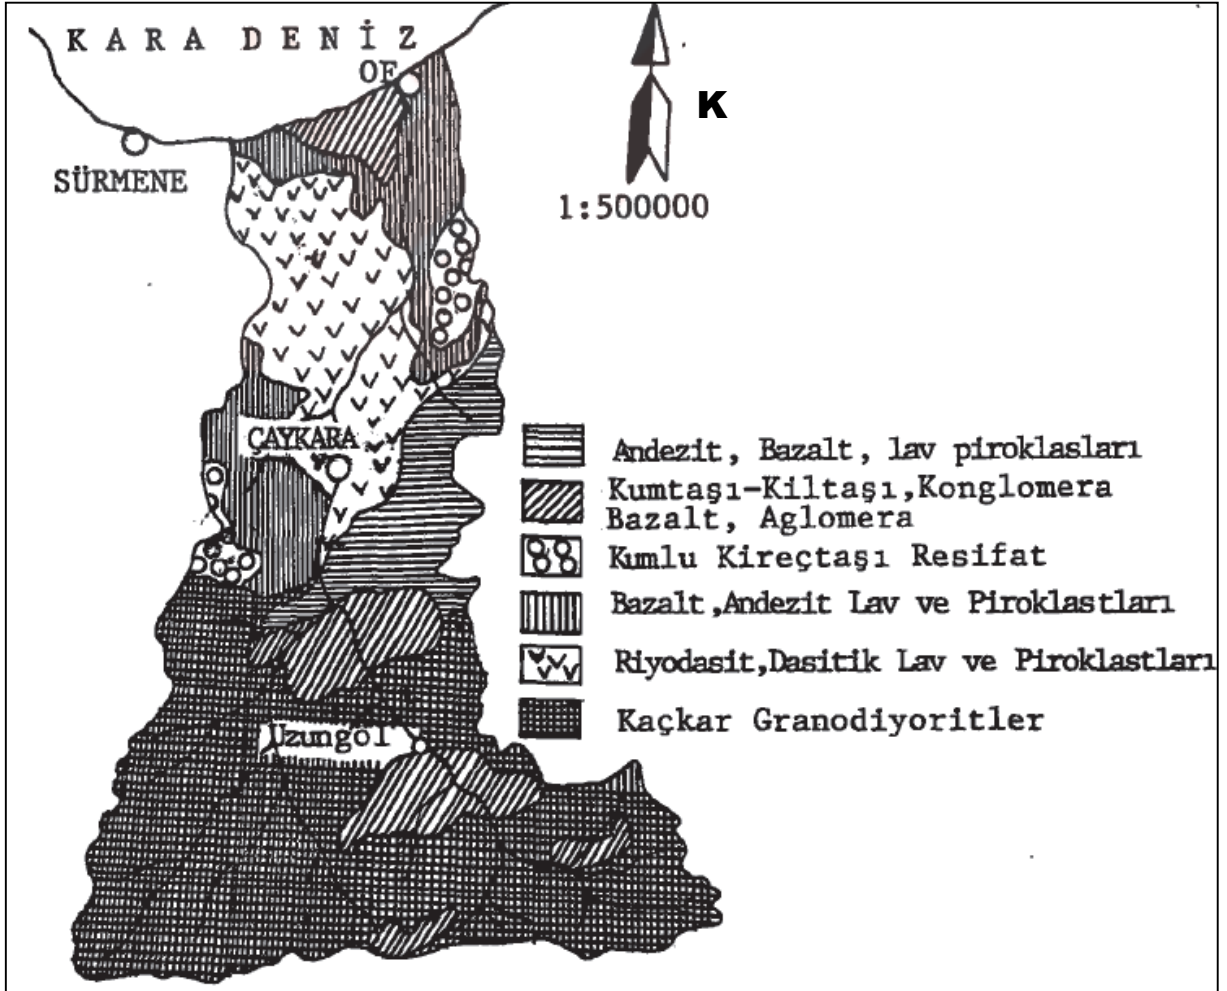 KARA DENİZ
OF
K
SÜRMENE
1:500000
ÇAYKARA
Andezit, Bazalt, lav piroklasları
Kumtaşı-Kiltaşı,Konglomera
Bazalt, Aglomera
Kumlu Kireçtaşı Resifat
Bazalt,Andezit Lav ve Piroklastları
Riyodasit,Dasitik Lav ve Piroklastları
Kaçkar Granodiyoritler
Uzungöl